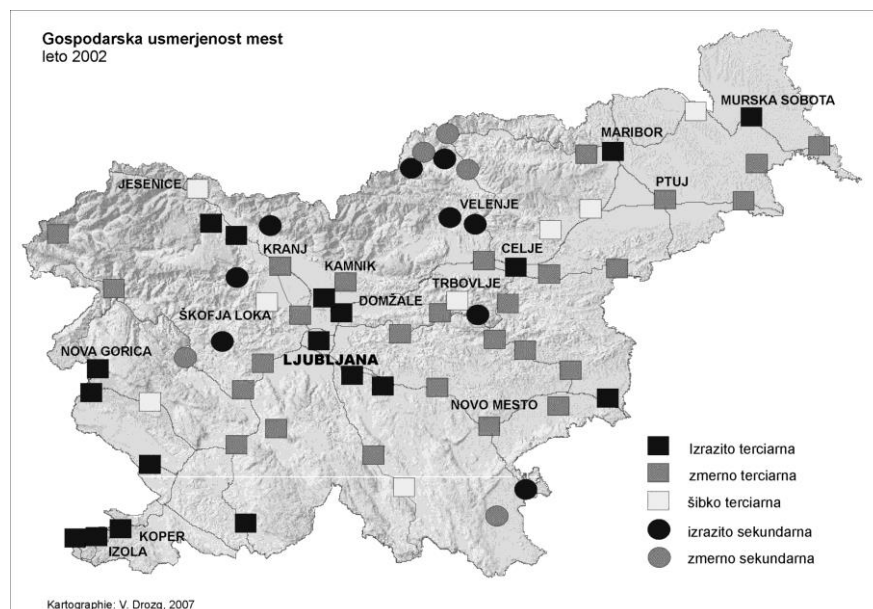 Gospodarska usmerjenost mest
leto 2002
MURSKA SOBOTA
MARIBOR
JESENICE
PTUJ
VELENJE
KRANJ
CELJE
KAMNIK
TRBOVLJE
DOMŽALE
ŠKOFJA LOKA
NOVA GORICA
LJUBLJANA
NOVO MESTO
Izrazito terciarna
zmerno terciarna
šibko terciarna
izrazito sekundarna
zmerno sekundarna
KOPER
IZOLA
Kartographie: V. Drozg, 2007